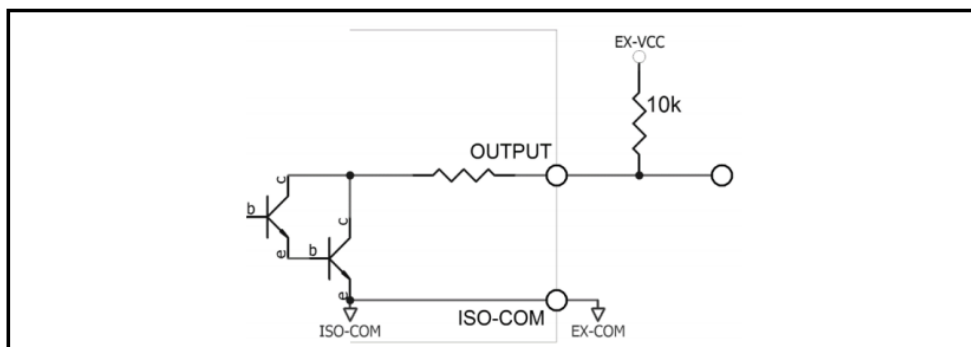 EX-VCC
10k
OUTPUT
c
b
c
e
b
e
ISO-COM
ISO-COM
EX-COM